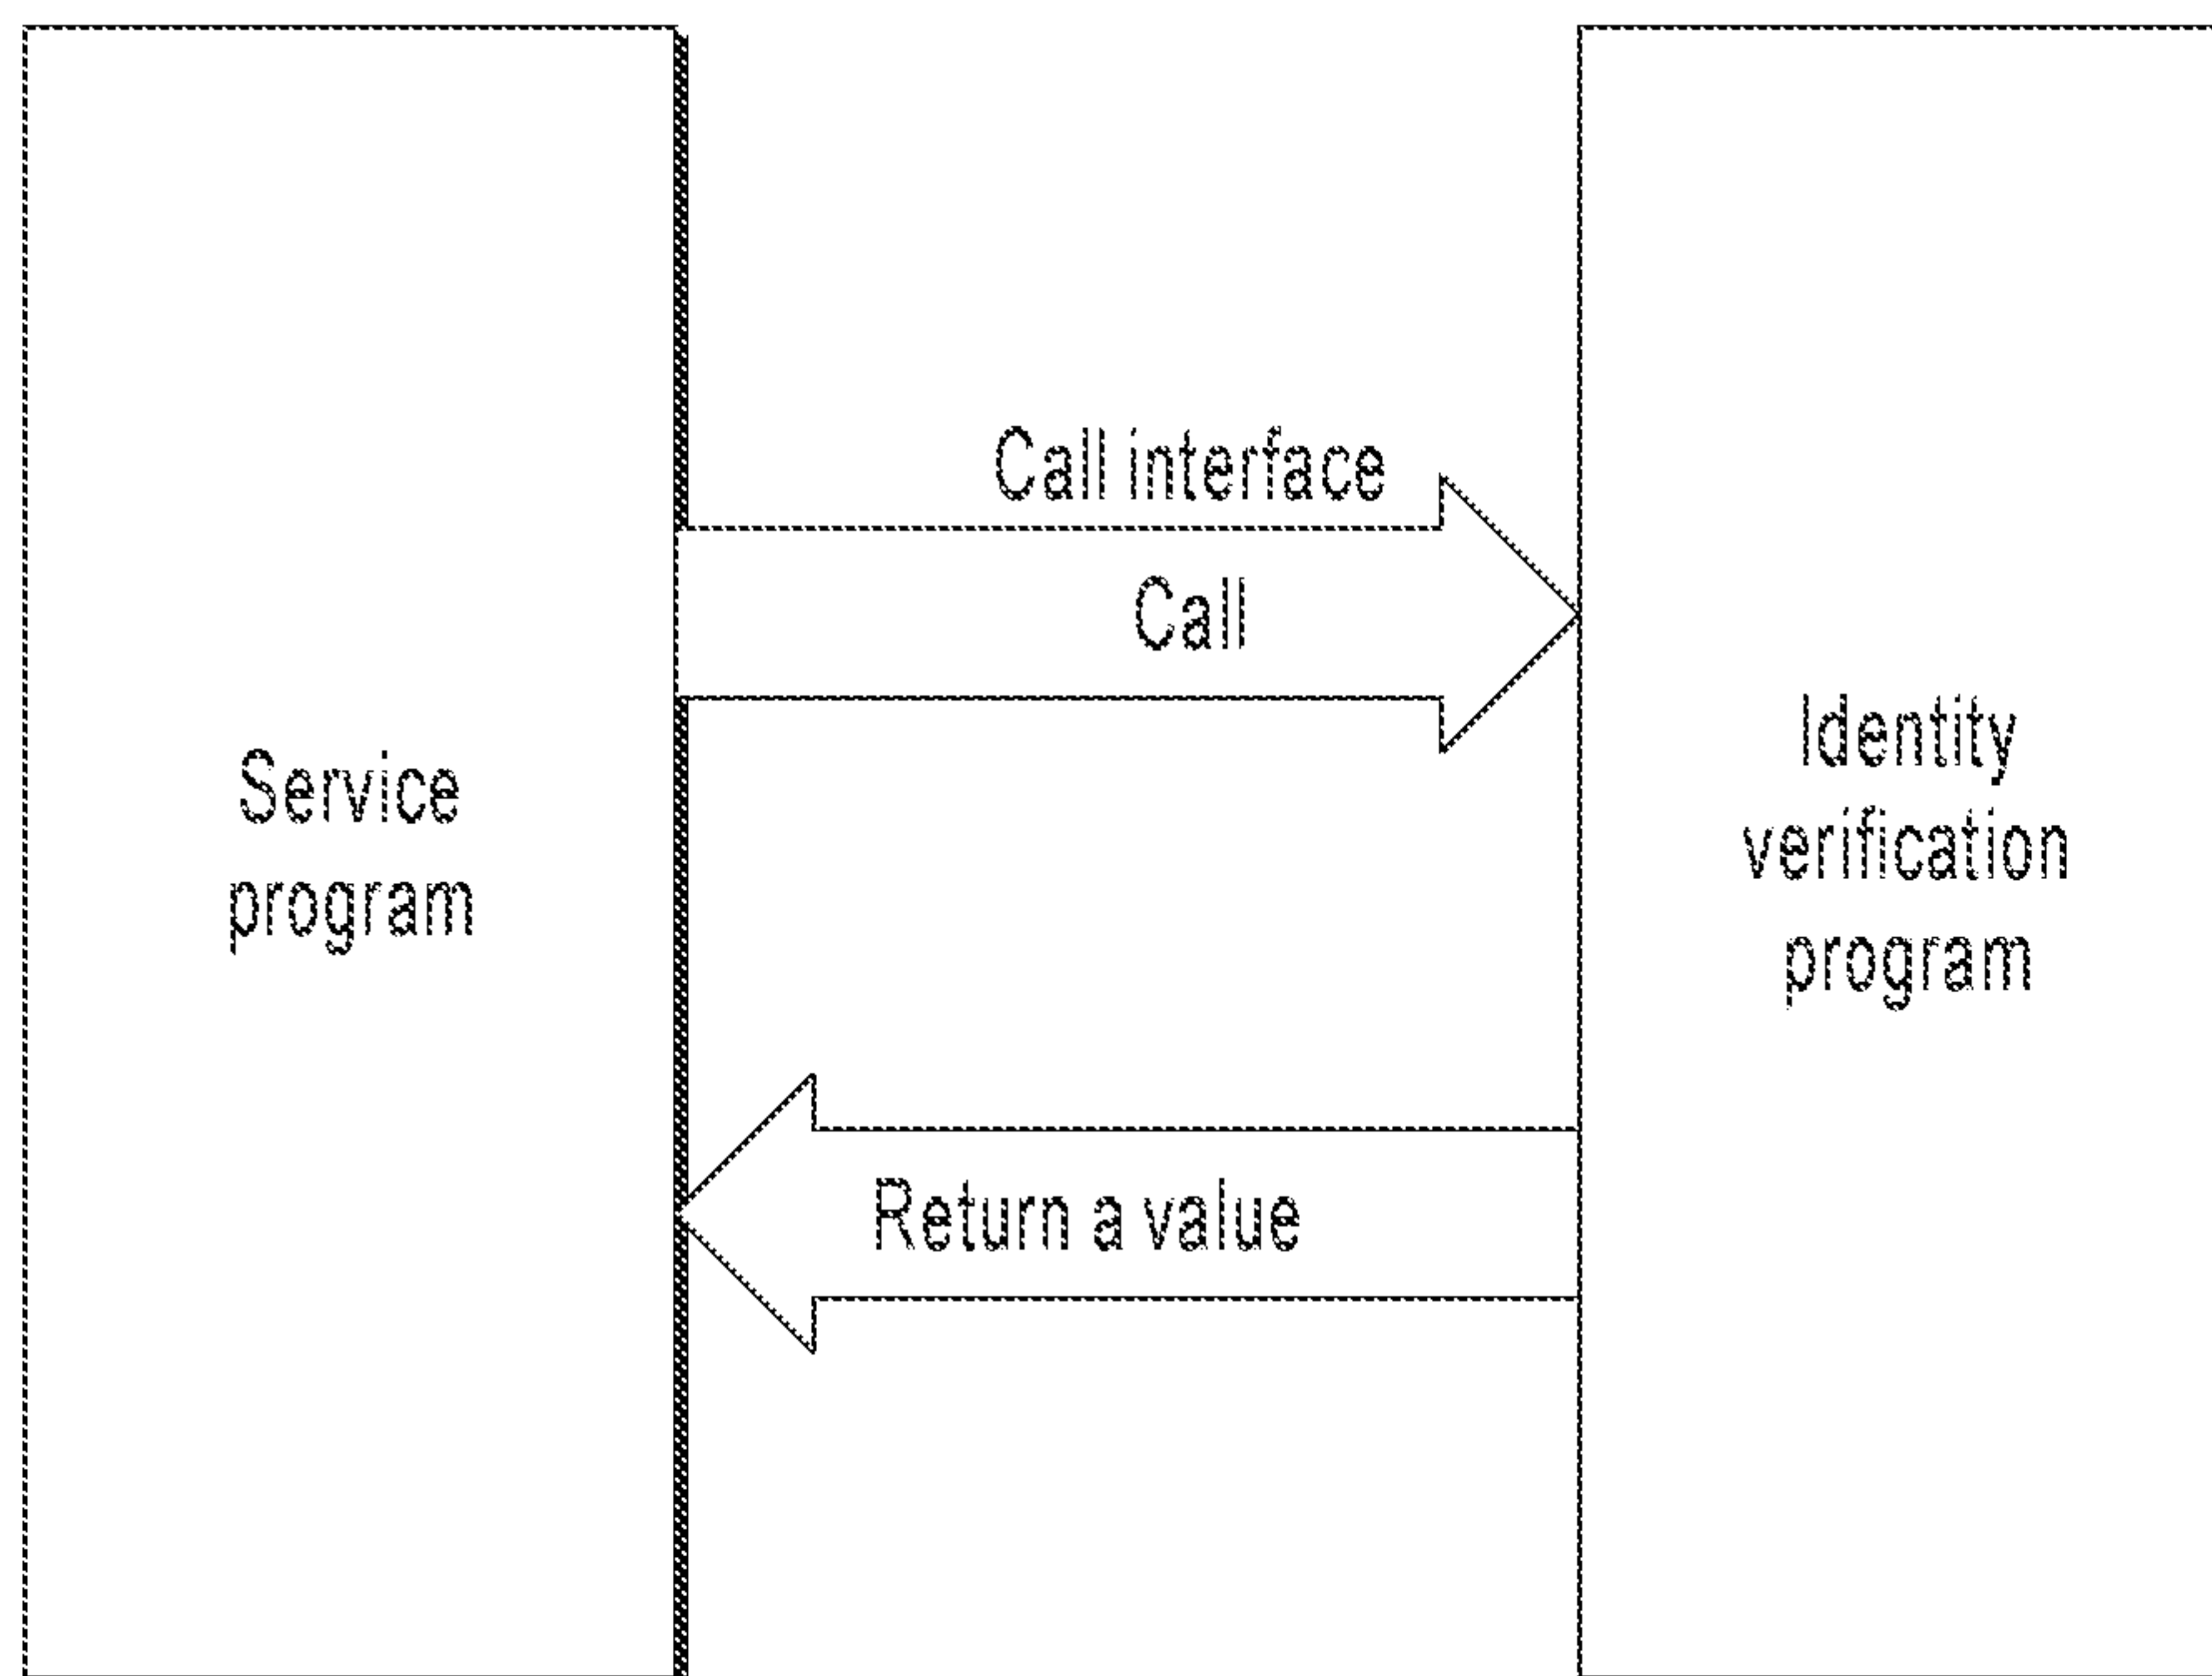 Call interface
Call
Service
program
Identity
verification
program
Return a value